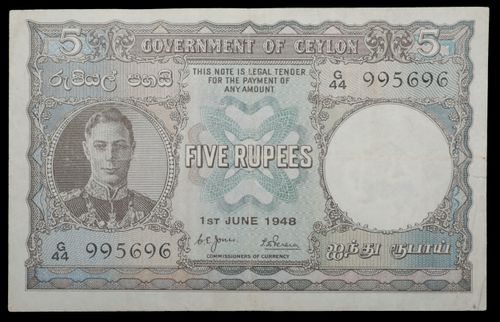 5 GOVERNMENT OF CEYLON 5
රුපියල් පහයි
THIS NOTE IS LEGAL TENDER
FOR THE PAYMENT OF
ANY AMOUNT
G/44 995696
FIVE RUPEES
1ST JUNE 1948
G/44 995696
C.E. Jones
COMMISSIONERS OF CURRENCY
ஐந்து ரூபாய்